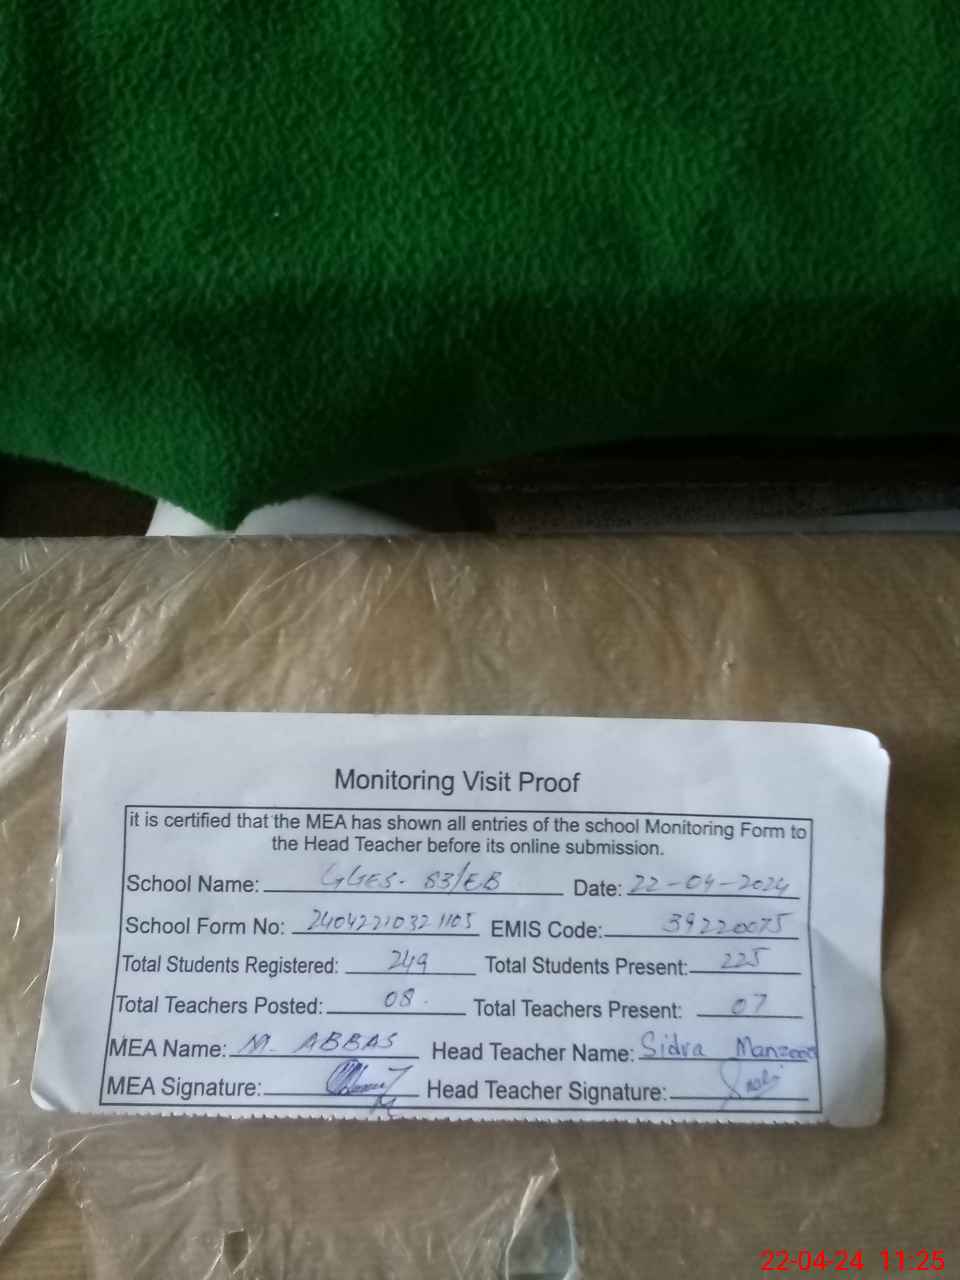 Monitoring Visit Proof
it is certified that the MEA has shown all entries of the school Monitoring Form to
the Head Teacher before its online submission.
School Name: GGES. 83/EB Date: 22-04-2024
School Form No: 24042210321105 EMIS Code: 39220075
Total Students Registered: 249 Total Students Present: 225
Total Teachers Posted: 08 Total Teachers Present: 07
MEA Name: M. ABBAS Head Teacher Name: Sidra Manzoor
MEA Signature: Head Teacher Signature:
22-04-24 11:25